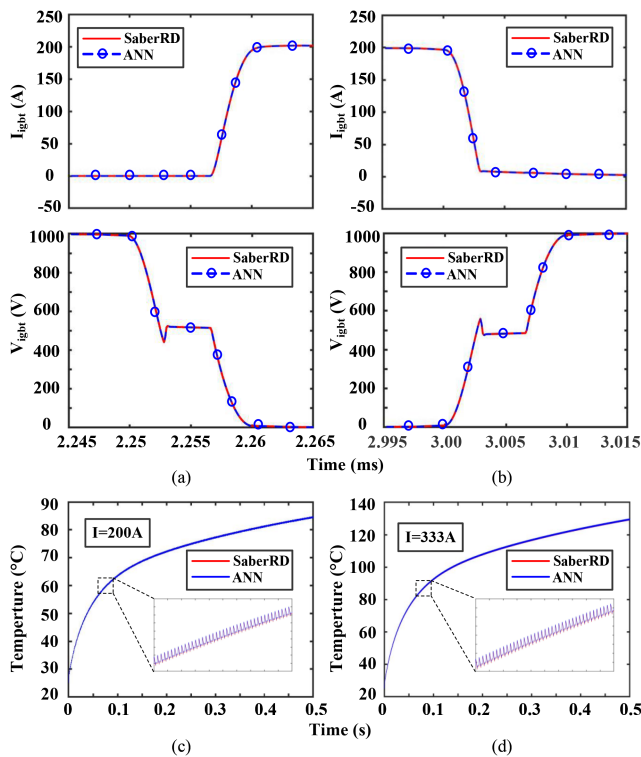 250
200
150
100
50
0
-50
I_igbt (A)
SaberRD
ANN
250
200
150
100
50
0
-50
I_igbt (A)
SaberRD
ANN
1000
800
600
400
200
0
V_igbt (V)
SaberRD
ANN
2.245 2.25 2.255 2.26 2.265
1000
800
600
400
200
0
V_igbt (V)
SaberRD
ANN
2.995 3.00 3.005 3.01 3.015
Time (ms)
(a) (b)
90
80
70
60
50
40
30
20
Temperture (°C)
I=200A
SaberRD
ANN
0 0.1 0.2 0.3 0.4 0.5
140
120
100
80
60
40
20
Temperture (°C)
I=333A
SaberRD
ANN
0 0.1 0.2 0.3 0.4 0.5
Time (s)
(c) (d)